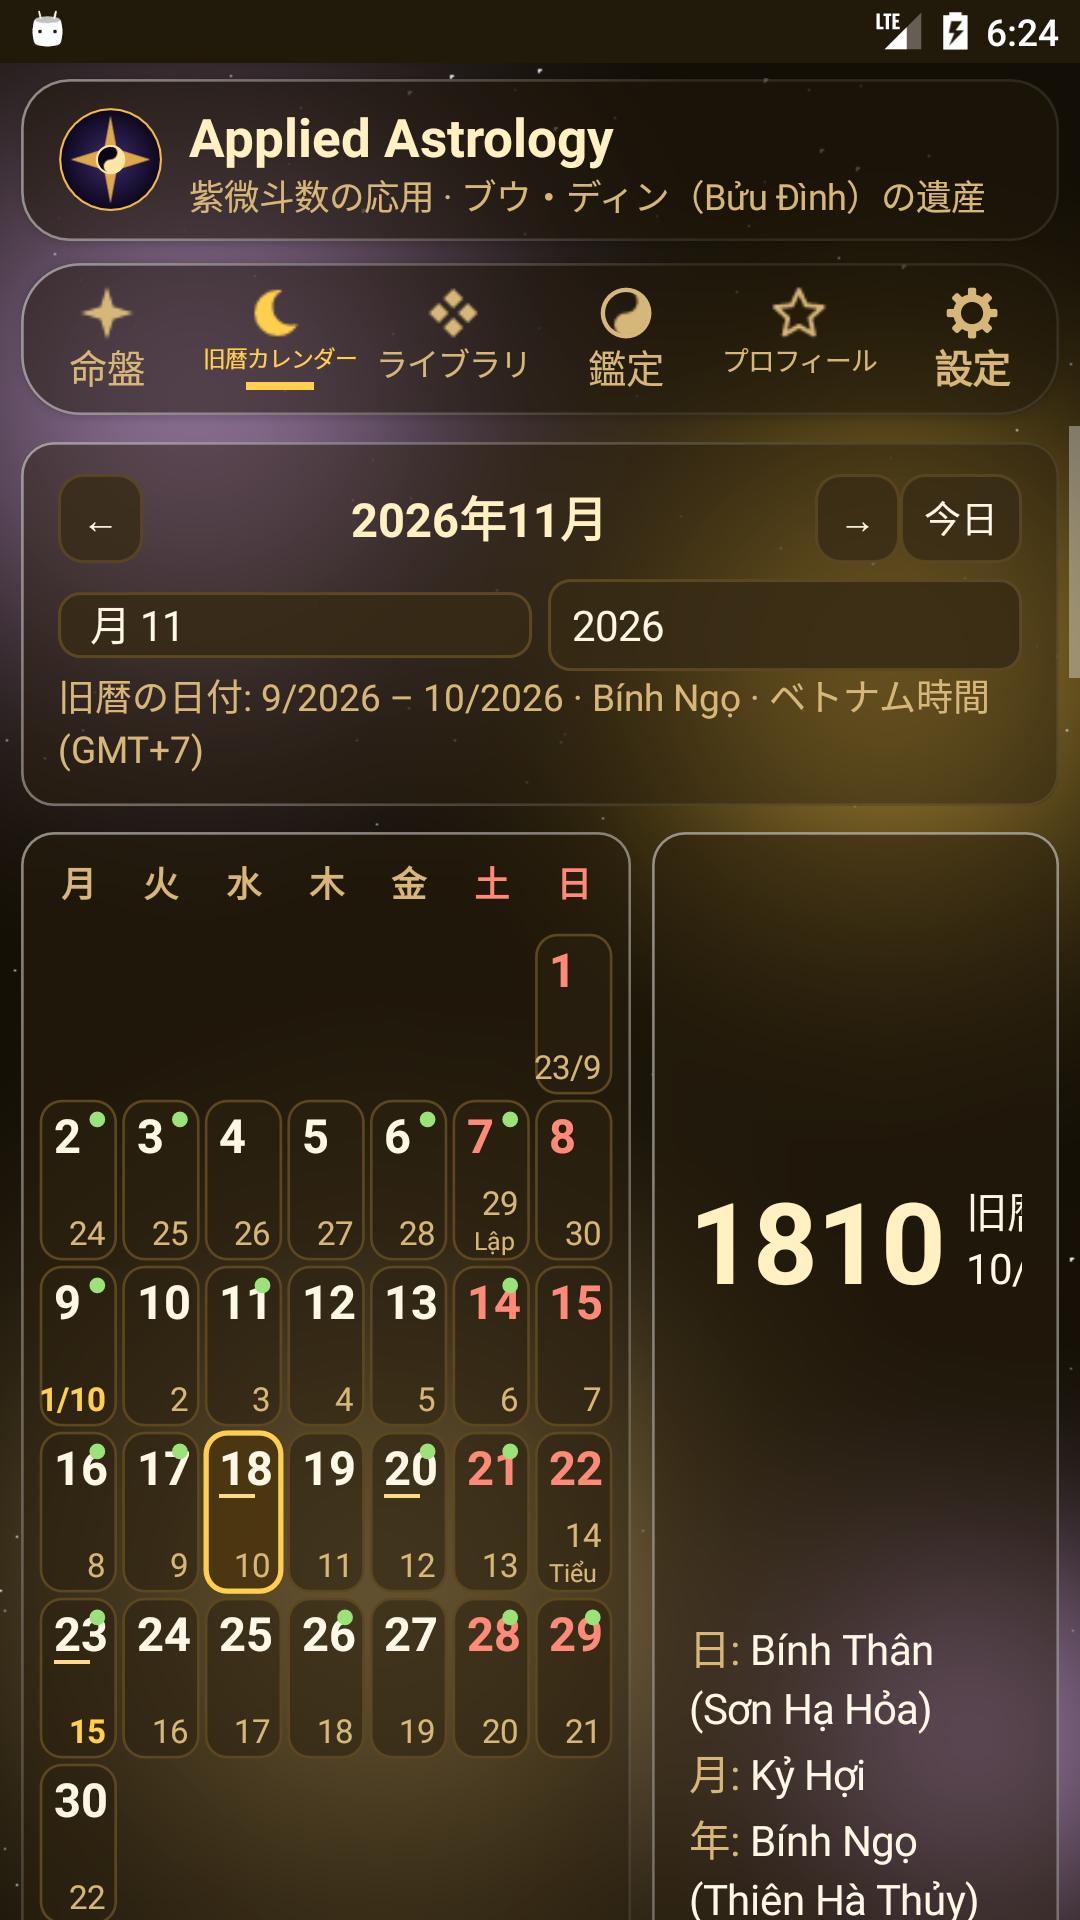 LTE 6:24
Applied Astrology
紫微斗数の応用 · ブウ・ディン（Bửu Đình）の遺産
命盤 旧暦カレンダー ライブラリ 鑑定 プロフィール 設定
← 2026年11月 → 今日
月 11 2026
旧暦の日付: 9/2026 – 10/2026 · Bính Ngọ · ベトナム時間
(GMT+7)
月 火 水 木 金 土 日
1
23/9
2 3 4 5 6 7 8
24 25 26 27 28 29 30
Lập
9 10 11 12 13 14 15
1/10 2 3 4 5 6 7
16 17 18 19 20 21 22
8 9 10 11 12 13 14
Tiểu
23 24 25 26 27 28 29
15 16 17 18 19 20 21
30
22
1810 旧
10/
日: Bính Thân
(Sơn Hạ Hỏa)
月: Kỷ Hợi
年: Bính Ngọ
(Thiên Hà Thủy)